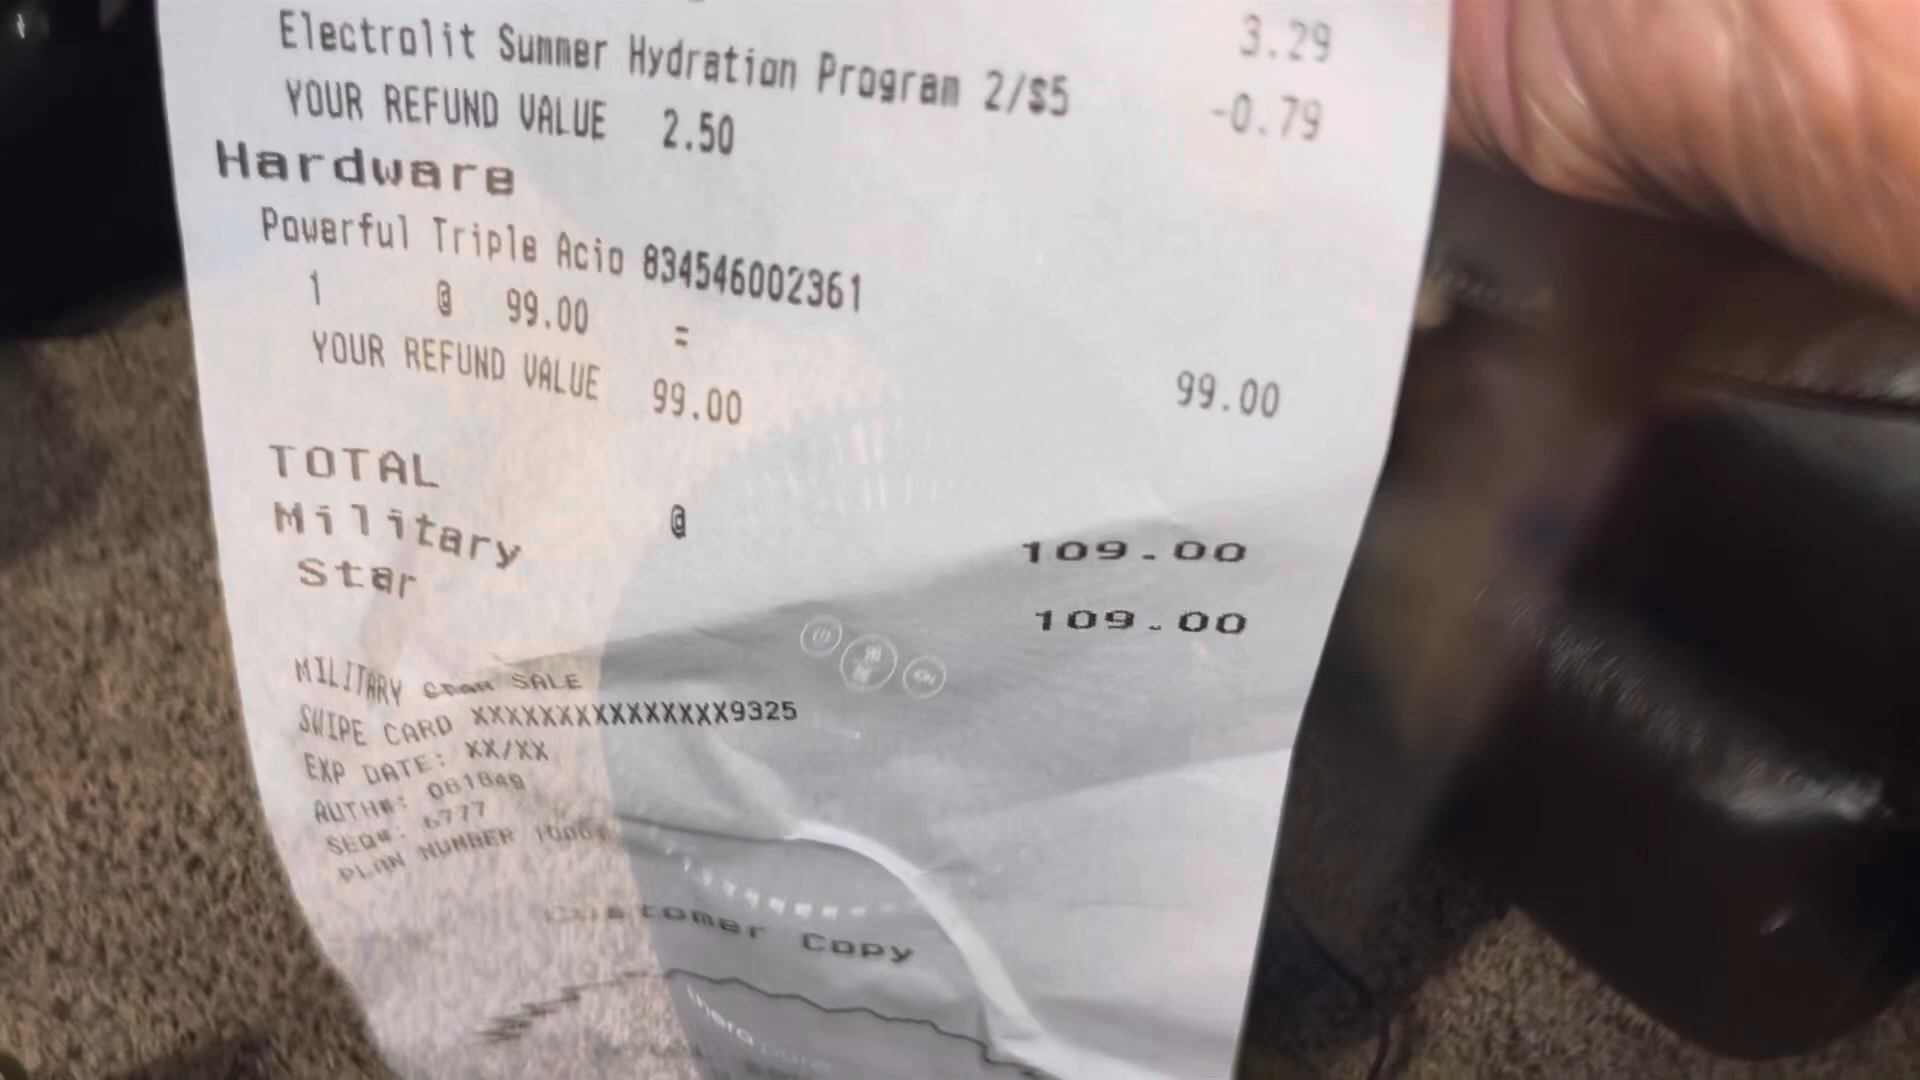 3.29
Electrolit Summer Hydration Program 2/$5 -0.79
YOUR REFUND VALUE 2.50
Hardware
Powerful Triple Acio 834546002361
1 @ 99.00 = 99.00
YOUR REFUND VALUE 99.00
TOTAL @ 109.00
Military
Star 109.00
MILITARY SALE
SWIPE CARD XXXXXXXXXXXXXXX9325
EXP DATE: XX/XX
AUTH#: 081849
SEQ#: 6777
PLAN NUMBER
Customer Copy